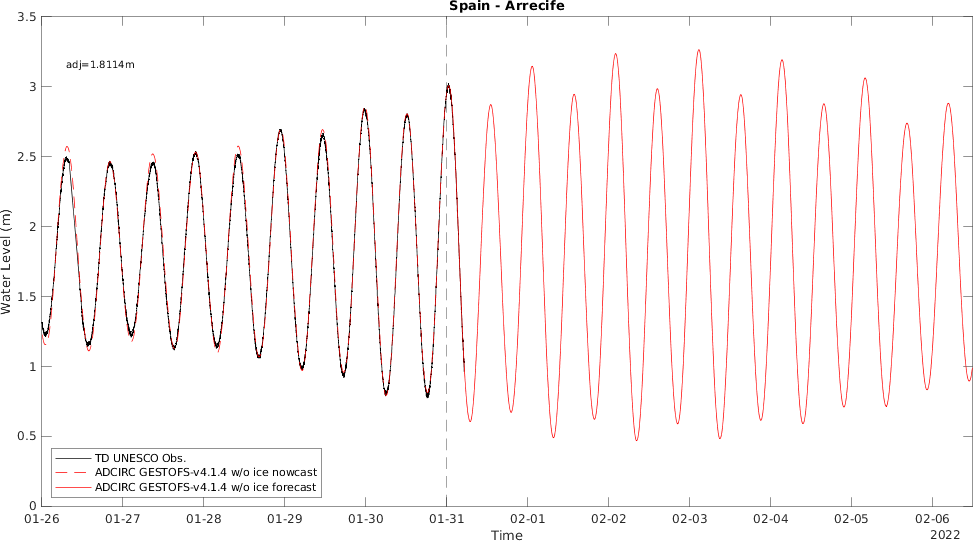 Spain - Arrecife
3.5
adj=1.8114m
3
2.5
2
Water Level (m)
1.5
1
0.5
TD UNESCO Obs.
ADCIRC GESTOFS-v4.1.4 w/o ice nowcast
ADCIRC GESTOFS-v4.1.4 w/o ice forecast
0
01-26 01-27 01-28 01-29 01-30 01-31 02-01 02-02 02-03 02-04 02-05 02-06
Time
2022